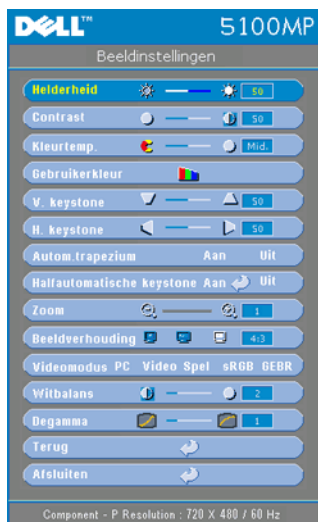 DELL™ 5100MP
Beeldinstellingen
Helderheid 50
Contrast 50
Kleurtemp. Mid.
Gebruikerkleur
V. keystone 50
H. keystone 50
Autom.trapezium Aan Uit
Halfautomatische keystone Aan Uit
Zoom 1
Beeldverhouding 4:3
Videomodus PC Video Spel sRGB GEBR
Witbalans 2
Degamma 1
Terug
Afsluiten
Component - P Resolution : 720 X 480 / 60 Hz